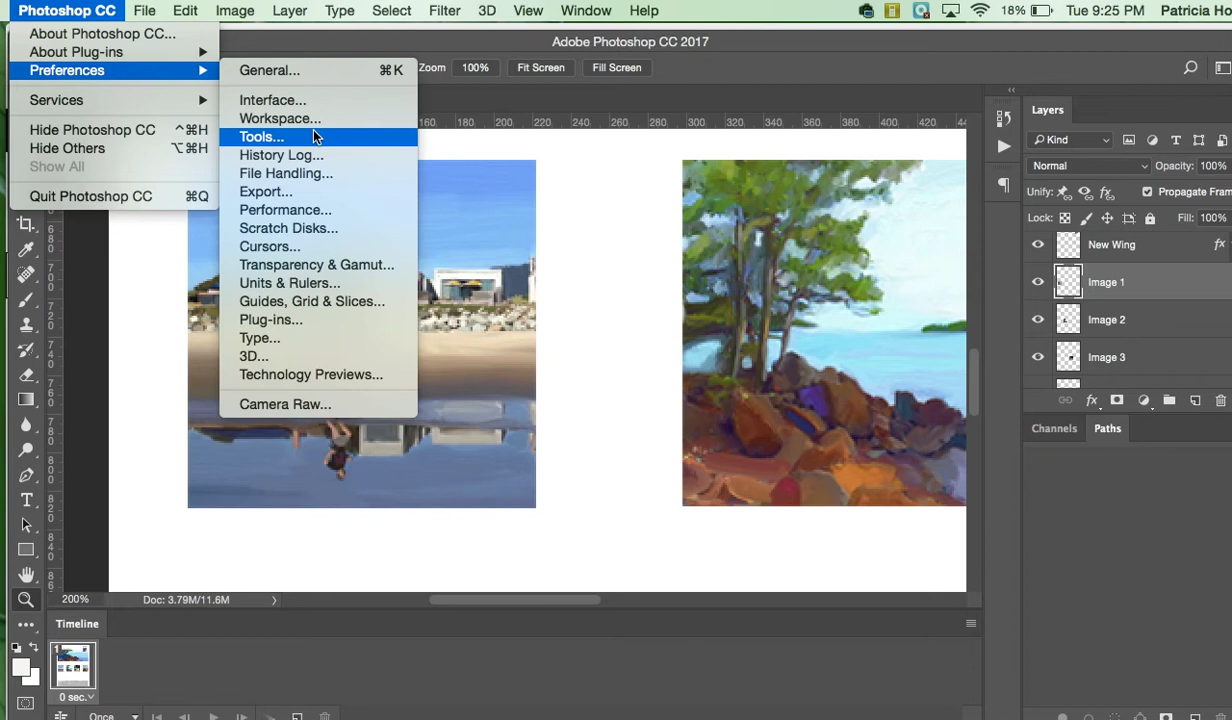 Photoshop CC File Edit Image Layer Type Select Filter 3D View Window Help 18% Tue 9:25 PM Patricia Ho
About Photoshop CC...
About Plug-ins
Preferences
Services
Hide Photoshop CC ^⌘H
Hide Others ⌥⌘H
Show All
Quit Photoshop CC ⌘Q
General... ⌘K
Interface...
Workspace...
Tools...
History Log...
File Handling...
Export...
Performance...
Scratch Disks...
Cursors...
Transparency & Gamut...
Units & Rulers...
Guides, Grid & Slices...
Plug-ins...
Type...
3D...
Technology Previews...
Camera Raw...
Adobe Photoshop CC 2017
Zoom 100% Fit Screen Fill Screen
160 180 200 220 240 260 280 300 320 340 360 380 400 420
Layers
Kind
Normal Opacity: 100%
Unify: Propagate Fram
Lock: Fill: 100%
New Wing fx
Image 1
Image 2
Image 3
Channels Paths
200% Doc: 3.79M/11.6M
Timeline
1
0 sec.
Once